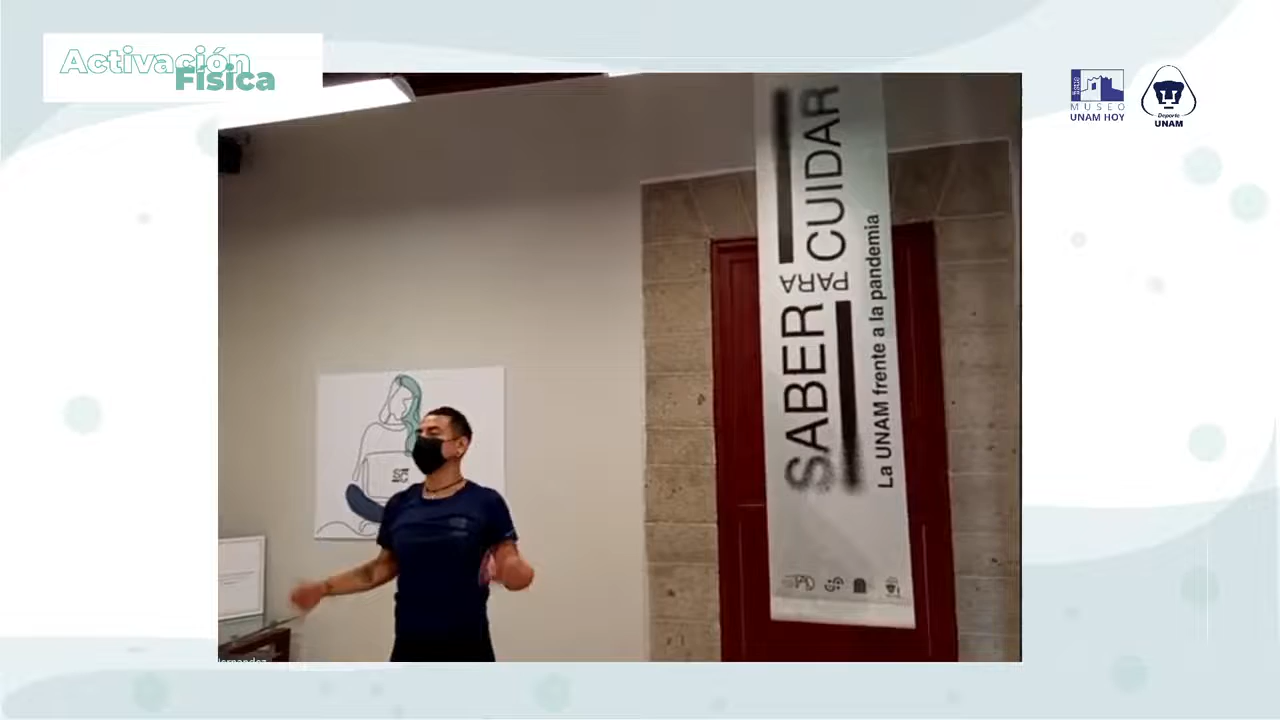 Activación
Física
MUSEO
UNAM HOY
Deporte
UNAM
SABER
PARA
CUIDAR
La UNAM frente a la pandemia